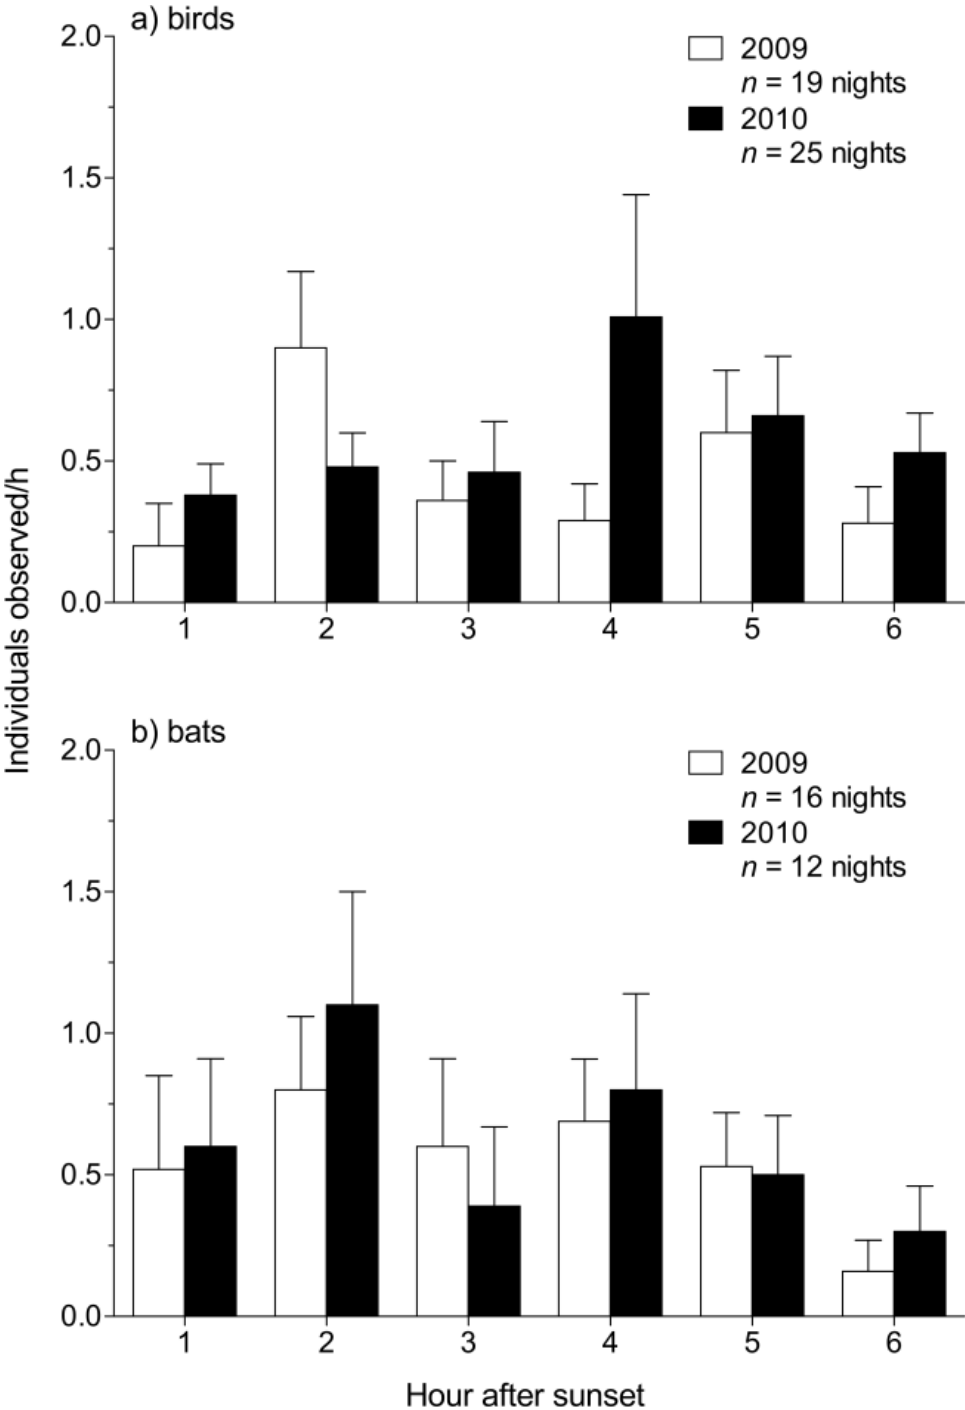 a) birds
2.0
1.5
1.0
0.5
0.0
2009
n = 19 nights
2010
n = 25 nights
1 2 3 4 5 6
Individuals observed/h
b) bats
2.0
1.5
1.0
0.5
0.0
2009
n = 16 nights
2010
n = 12 nights
1 2 3 4 5 6
Hour after sunset